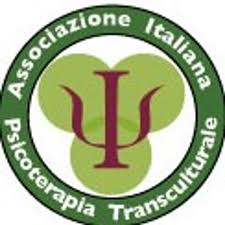 Associazione Italiana
Psicoterapia Transculturale
Ψ